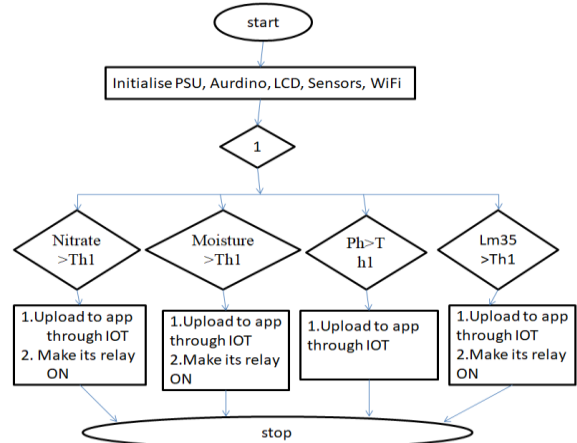 start
Initialise PSU, Aurdino, LCD, Sensors, WiFi
1
Nitrate
>Th1
Moisture
>Th1
Ph>T
h1
Lm35
>Th1
1.Upload to app
through IOT
2. Make its relay
ON
1.Upload to app
through IOT
2.Make its relay
ON
1.Upload to app
through IOT
1.Upload to app
through IOT
2.Make its relay
ON
stop